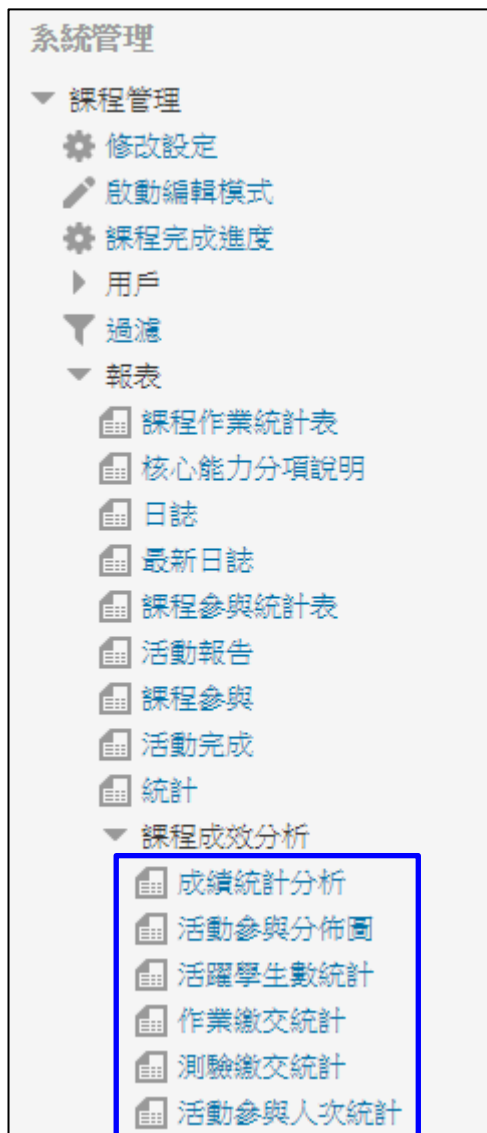 系統管理
課程管理
修改設定
啟動編輯模式
課程完成進度
用戶
過濾
報表
課程作業統計表
核心能力分項說明
日誌
最新日誌
課程參與統計表
活動報告
課程參與
活動完成
統計
課程成效分析
成績統計分析
活動參與分佈圖
活躍學生數統計
作業繳交統計
測驗繳交統計
活動參與人次統計